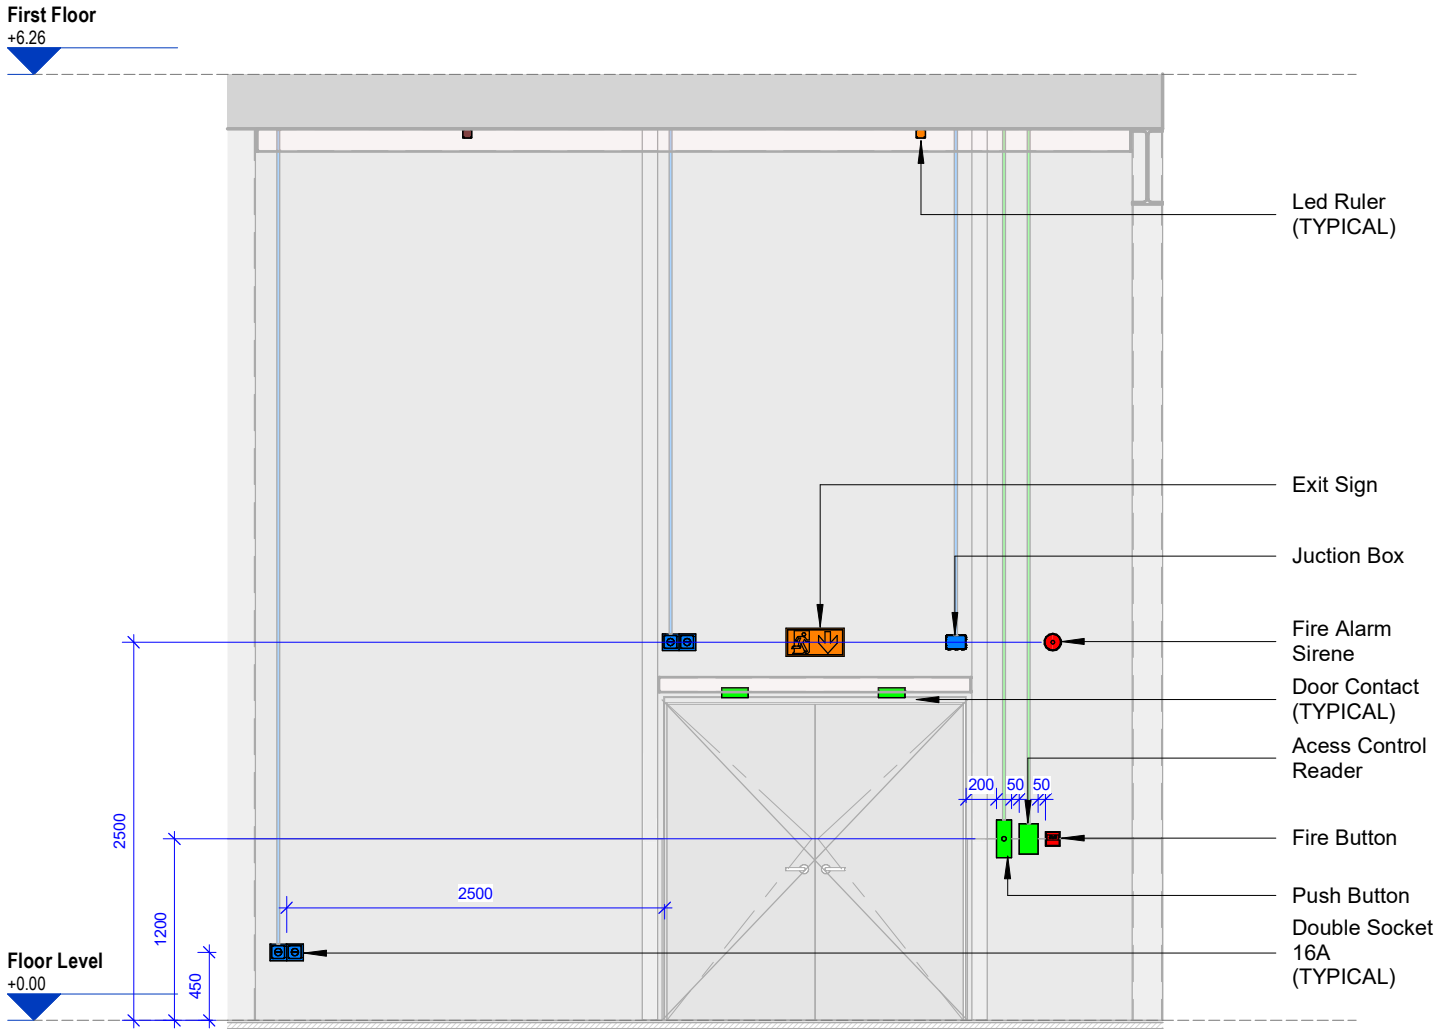 First Floor
+6.26
Led Ruler
(TYPICAL)
Exit Sign
Juction Box
Fire Alarm
Sirene
Door Contact
(TYPICAL)
Acess Control
Reader
200
50
50
2500
Fire Button
2500
Push Button
1200
Double Socket
16A
(TYPICAL)
Floor Level
+0.00
450